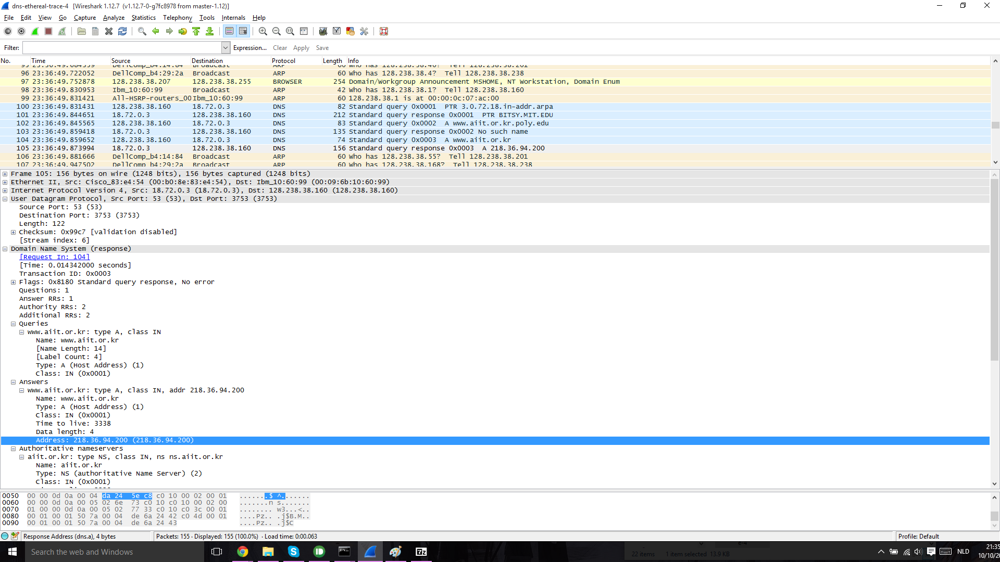 dns-ethereal-trace-4 [Wireshark 1.12.7 (v1.12.7-0-g7fc8978 from master-1.12)]
File Edit View Go Capture Analyze Statistics Telephony Tools Internals Help
Filter: Expression... Clear Apply Save
No. Time Source Destination Protocol Length Info
95 23:36:49.684559 DellComp_b4:14:84 Broadcast ARP 60 Who has 128.238.38.40? Tell 128.238.38.201
96 23:36:49.722052 DellComp_b4:29:2a Broadcast ARP 60 Who has 128.238.38.4? Tell 128.238.38.238
97 23:36:49.752878 128.238.38.207 128.238.38.255 BROWSER 254 Domain/Workgroup Announcement MSHOME, NT Workstation, Domain Enum
98 23:36:49.830953 Ibm_10:60:99 Broadcast ARP 42 Who has 128.238.38.1? Tell 128.238.38.160
99 23:36:49.831421 All-HSRP-routers_00 Ibm_10:60:99 ARP 60 128.238.38.1 is at 00:00:0c:07:ac:00
100 23:36:49.831431 128.238.38.160 18.72.0.3 DNS 82 Standard query 0x0001 PTR 3.0.72.18.in-addr.arpa
101 23:36:49.844651 18.72.0.3 128.238.38.160 DNS 212 Standard query response 0x0001 PTR BITSY.MIT.EDU
102 23:36:49.845565 128.238.38.160 18.72.0.3 DNS 83 Standard query 0x0002 A www.aiit.or.kr.poly.edu
103 23:36:49.859418 18.72.0.3 128.238.38.160 DNS 135 Standard query response 0x0002 No such name
104 23:36:49.859652 128.238.38.160 18.72.0.3 DNS 74 Standard query 0x0003 A www.aiit.or.kr
105 23:36:49.873994 18.72.0.3 128.238.38.160 DNS 156 Standard query response 0x0003 A 218.36.94.200
106 23:36:49.881666 DellComp_b4:14:84 Broadcast ARP 60 Who has 128.238.38.55? Tell 128.238.38.201
107 23:36:49.947502 DellComp_b4:29:2a Broadcast ARP 60 Who has 128.238.38.168? Tell 128.238.38.238
Frame 105: 156 bytes on wire (1248 bits), 156 bytes captured (1248 bits)
Ethernet II, Src: Cisco_83:e4:54 (00:b0:8e:83:e4:54), Dst: Ibm_10:60:99 (00:09:6b:10:60:99)
Internet Protocol Version 4, Src: 18.72.0.3 (18.72.0.3), Dst: 128.238.38.160 (128.238.38.160)
User Datagram Protocol, Src Port: 53 (53), Dst Port: 3753 (3753)
Source Port: 53 (53)
Destination Port: 3753 (3753)
Length: 122
Checksum: 0x99c7 [validation disabled]
[Stream index: 6]
Domain Name System (response)
[Request In: 104]
[Time: 0.014342000 seconds]
Transaction ID: 0x0003
Flags: 0x8180 Standard query response, No error
Questions: 1
Answer RRs: 1
Authority RRs: 2
Additional RRs: 2
Queries
www.aiit.or.kr: type A, class IN
Name: www.aiit.or.kr
[Name Length: 14]
[Label Count: 4]
Type: A (Host Address) (1)
Class: IN (0x0001)
Answers
www.aiit.or.kr: type A, class IN, addr 218.36.94.200
Name: www.aiit.or.kr
Type: A (Host Address) (1)
Class: IN (0x0001)
Time to live: 3338
Data length: 4
Address: 218.36.94.200 (218.36.94.200)
Authoritative nameservers
aiit.or.kr: type NS, class IN, ns ns.aiit.or.kr
Name: aiit.or.kr
Type: NS (authoritative Name Server) (2)
Class: IN (0x0001)
0050 00 00 0d 0a 00 04 da 24 5e c8 c0 10 00 02 00 01 .......$ ^.......
0060 00 00 0d 0a 00 05 02 6e 73 c0 10 c0 10 00 02 00 .......n s.......
0070 01 00 00 0d 0a 00 05 02 77 33 c0 10 c0 3c 00 01 ........ w3...<..
0080 00 01 00 01 50 7a 00 04 de 6a 24 42 c0 4d 00 01 ....Pz.. .j$B.M..
0090 00 01 00 01 50 7a 00 04 de 6a 24 43 ....Pz.. .j$C
Response Address (dns.a), 4 bytes Packets: 155 · Displayed: 155 (100.0%) · Load time: 0:00.063 Profile: Default
Search the web and Windows
22 items 1 item selected 13.9 KB
NLD
21:35
10/10/2